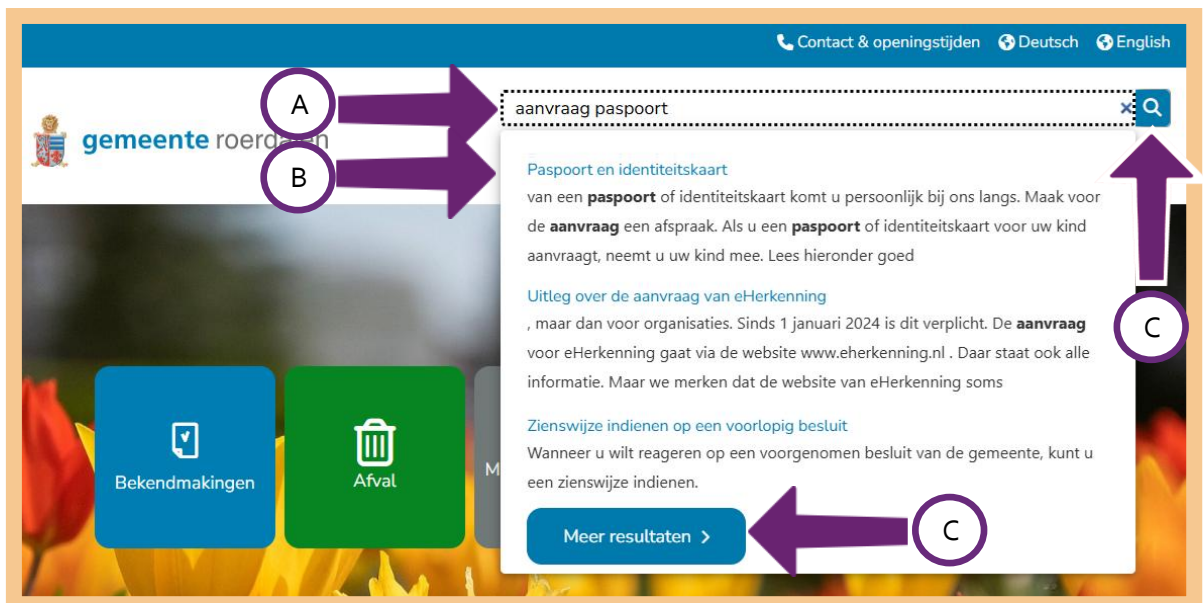 Contact & openingstijden Deutsch English
A
aanvraag paspoort
gemeente roerdalen
B
Paspoort en identiteitskaart
van een paspoort of identiteitskaart komt u persoonlijk bij ons langs. Maak voor
de aanvraag een afspraak. Als u een paspoort of identiteitskaart voor uw kind
aanvraagt, neemt u uw kind mee. Lees hieronder goed
Uitleg over de aanvraag van eHerkenning
, maar dan voor organisaties. Sinds 1 januari 2024 is dit verplicht. De aanvraag
voor eHerkenning gaat via de website www.eherkenning.nl . Daar staat ook alle
informatie. Maar we merken dat de website van eHerkenning soms
C
Zienswijze indienen op een voorlopig besluit
Wanneer u wilt reageren op een voorgenomen besluit van de gemeente, kunt u
een zienswijze indienen.
Bekendmakingen
Afval
M
Meer resultaten
C